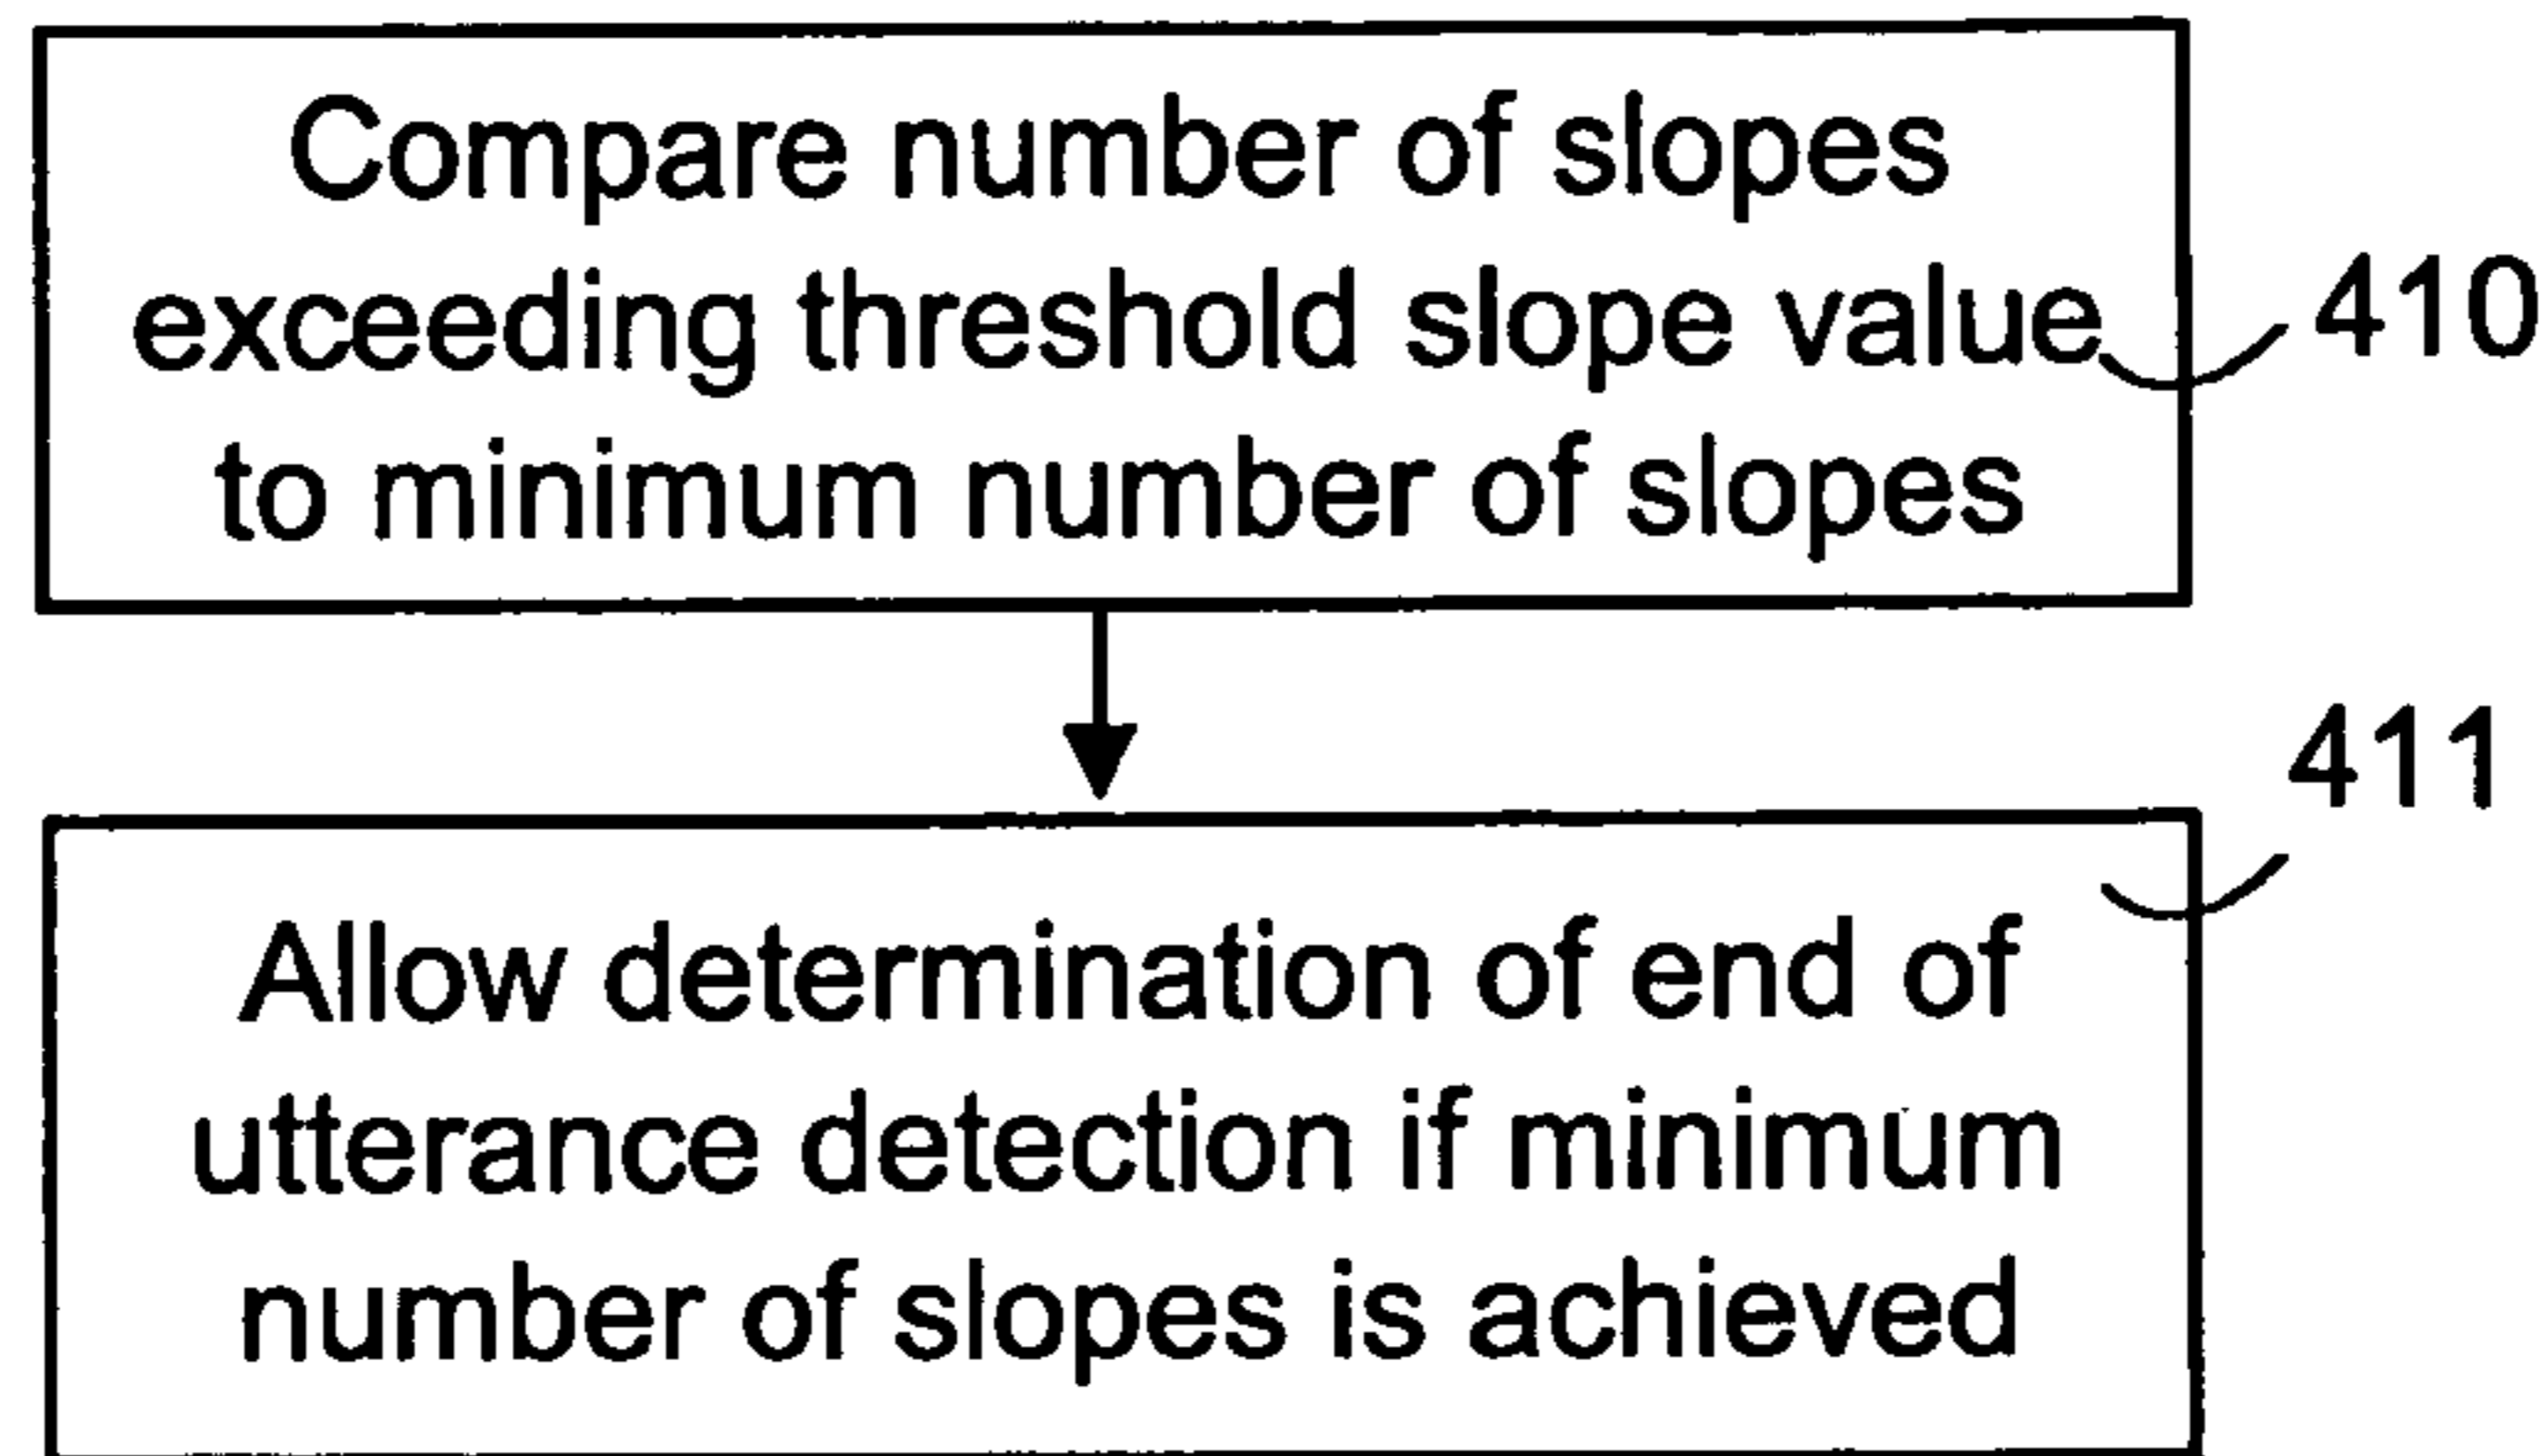 Compare number of slopes
exceeding threshold slope value
to minimum number of slopes
410
411
Allow determination of end of
utterance detection if minimum
number of slopes is achieved